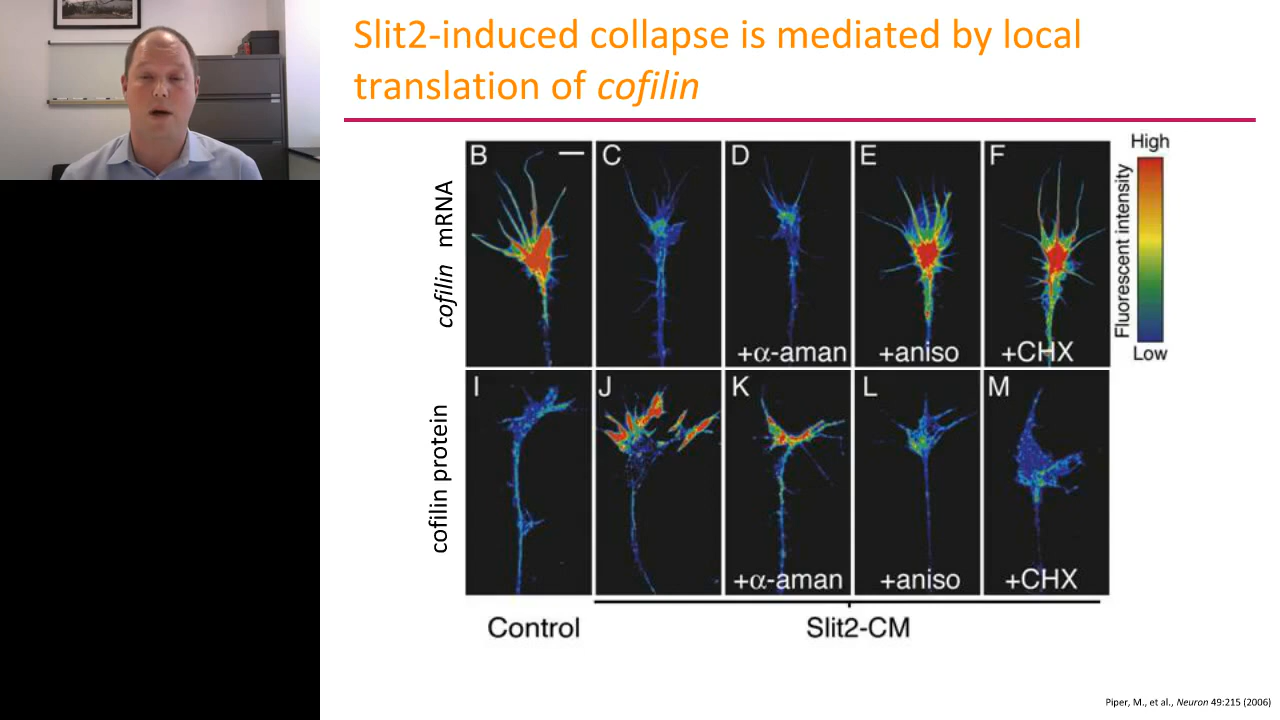 Slit2-induced collapse is mediated by local
translation of cofilin
cofilin mRNA
B
C
D
+α-aman
E
+aniso
F
+CHX
High
Fluorescent intensity
Low
cofilin protein
I
J
K
+α-aman
L
+aniso
M
+CHX
Control
Slit2-CM
Piper, M., et al., Neuron 49:215 (2006)